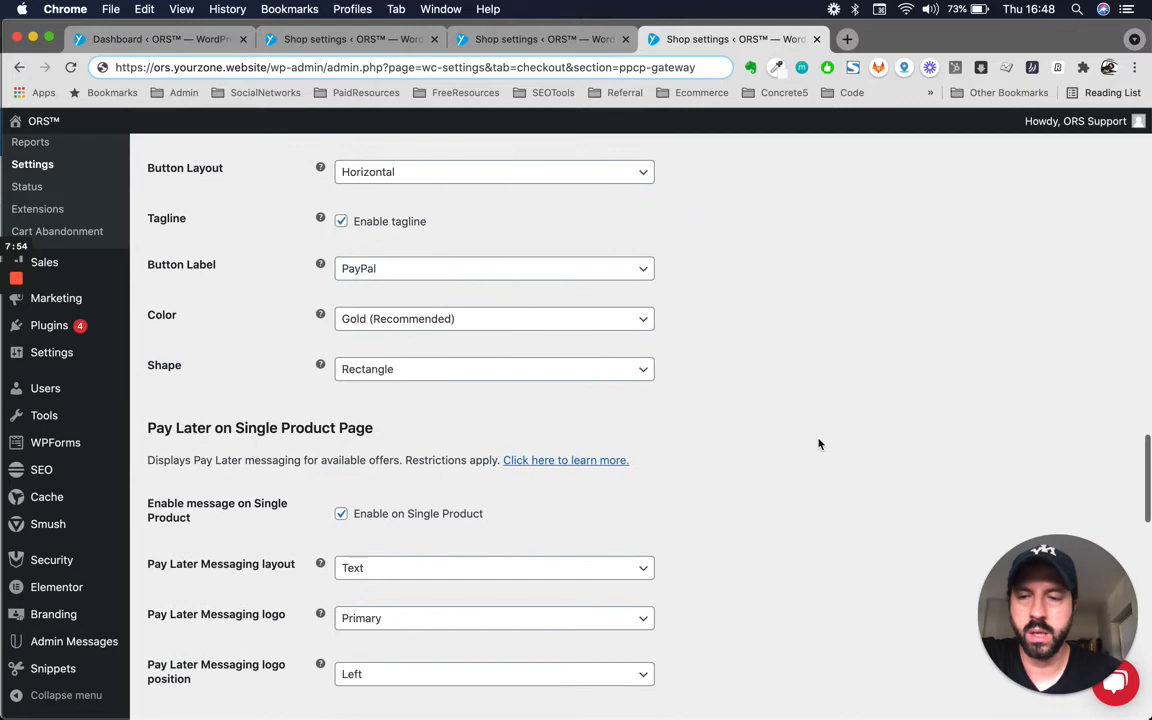 Chrome File Edit View History Bookmarks Profiles Tab Window Help 73% Thu 16:48
Dashboard ‹ ORS™ — WordPr
Shop settings ‹ ORS™ — Word
Shop settings ‹ ORS™ — Word
Shop settings ‹ ORS™ — Word
https://ors.yourzone.website/wp-admin/admin.php?page=wc-settings&tab=checkout&section=ppcp-gateway
Apps Bookmarks Admin SocialNetworks PaidResources FreeResources SEOTools Referral Ecommerce Concrete5 Code » Other Bookmarks Reading List
ORS™
Howdy, ORS Support
Reports
Settings
Status
Extensions
Cart Abandonment
7:54
Sales
Marketing
Plugins 4
Settings
Users
Tools
WPForms
SEO
Cache
Smush
Security
Elementor
Branding
Admin Messages
Snippets
Collapse menu
Button Layout
Horizontal
Tagline
Enable tagline
Button Label
PayPal
Color
Gold (Recommended)
Shape
Rectangle
Pay Later on Single Product Page
Displays Pay Later messaging for available offers. Restrictions apply. Click here to learn more.
Enable message on Single
Product
Enable on Single Product
Pay Later Messaging layout
Text
Pay Later Messaging logo
Primary
Pay Later Messaging logo
position
Left